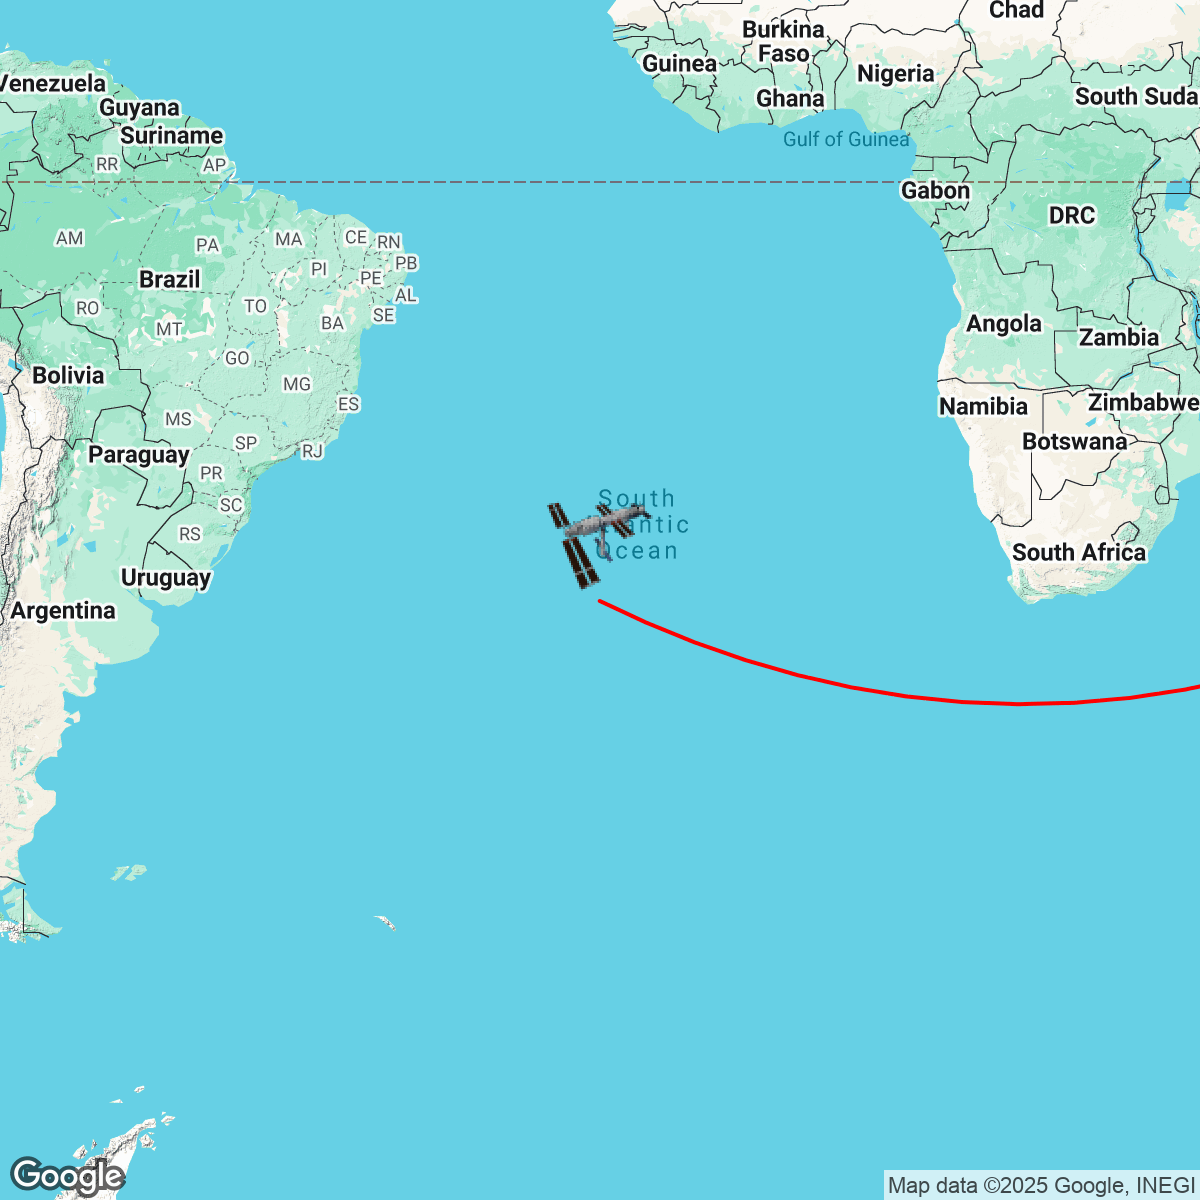 Chad
Burkina
Faso
Guinea
Nigeria
Venezuela
Ghana
South Suda
Guyana
Suriname
Gulf of Guinea
RR
AP
Gabon
DRC
AM
PA
MA
CE
RN
PI
PE
PB
Brazil
AL
RO
TO
BA
SE
MT
Angola
Zambia
GO
Bolivia
MG
ES
Namibia
Zimbabwe
MS
SP
RJ
Botswana
Paraguay
PR
SC
South
antic
Ocean
RS
South Africa
Uruguay
Argentina
Google
Map data ©2025 Google, INEGI